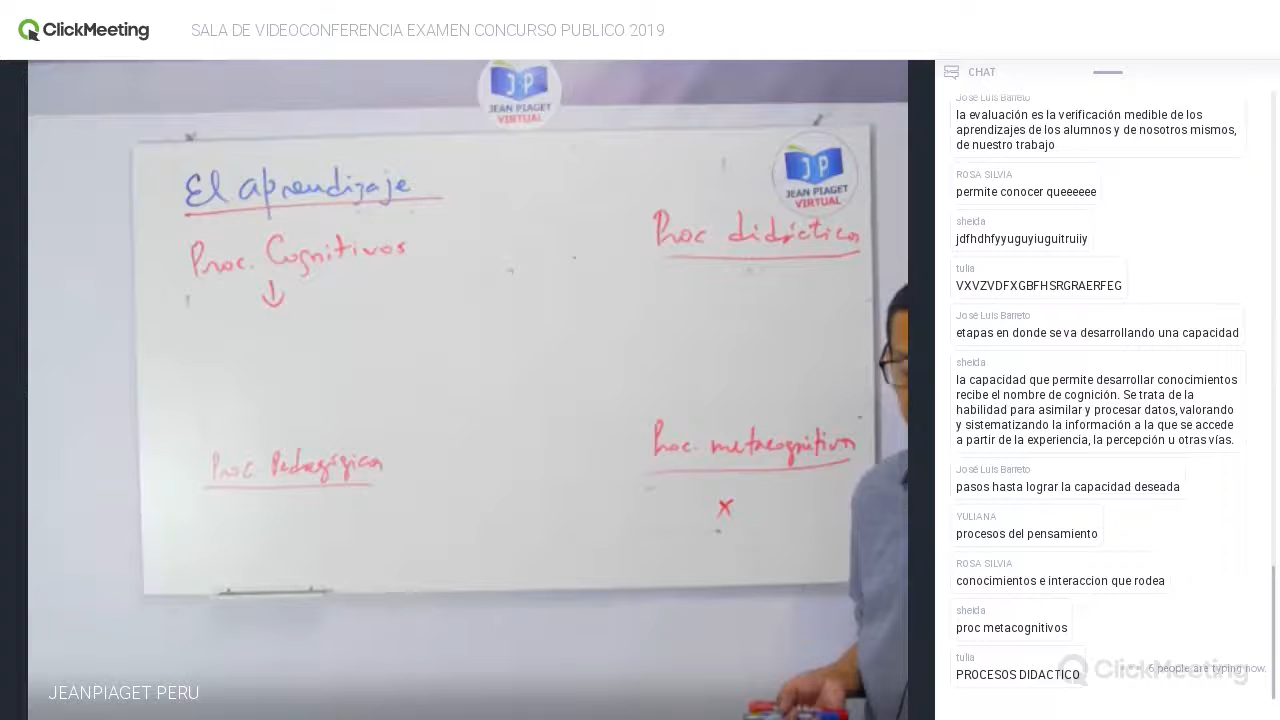 ClickMeeting
SALA DE VIDEOCONFERENCIA EXAMEN CONCURSO PUBLICO 2019
JP
JEAN PIAGET
VIRTUAL
JP
JEAN PIAGET
VIRTUAL
El aprendizaje
Proc. Cognitivos
Proc didácticos
Proc. Pedagógicos
Proc. metacognitivos
x
JEANPIAGET PERU
CHAT
José Luis Barreto
la evaluación es la verificación medible de los
aprendizajes de los alumnos y de nosotros mismos,
de nuestro trabajo
ROSA SILVIA
permite conocer queeeeee
sheida
jdfhdhfyyuguyiuguitruiiy
tulia
VXVZVDFXGBFHSRGRAERFEG
José Luis Barreto
etapas en donde se va desarrollando una capacidad
sheida
la capacidad que permite desarrollar conocimientos
recibe el nombre de cognición. Se trata de la
habilidad para asimilar y procesar datos, valorando
y sistematizando la información a la que se accede
a partir de la experiencia, la percepción u otras vías.
José Luis Barreto
pasos hasta lograr la capacidad deseada
YULIANA
procesos del pensamiento
ROSA SILVIA
conocimientos e interaccion que rodea
sheida
proc metacognitivos
tulia
PROCESOS DIDACTICO
6 people are typing now.
ClickMeeting